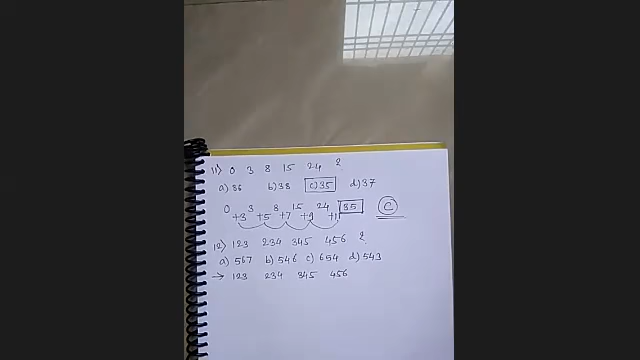 11) 0 3 8 15 24 ?
a) 36 b) 38 c) 35 d) 37
0 3 8 15 24 35 C
+3 +5 +7 +9 +11
12) 123 234 345 456 ?
a) 567 b) 546 c) 654 d) 543
→ 123 234 345 456